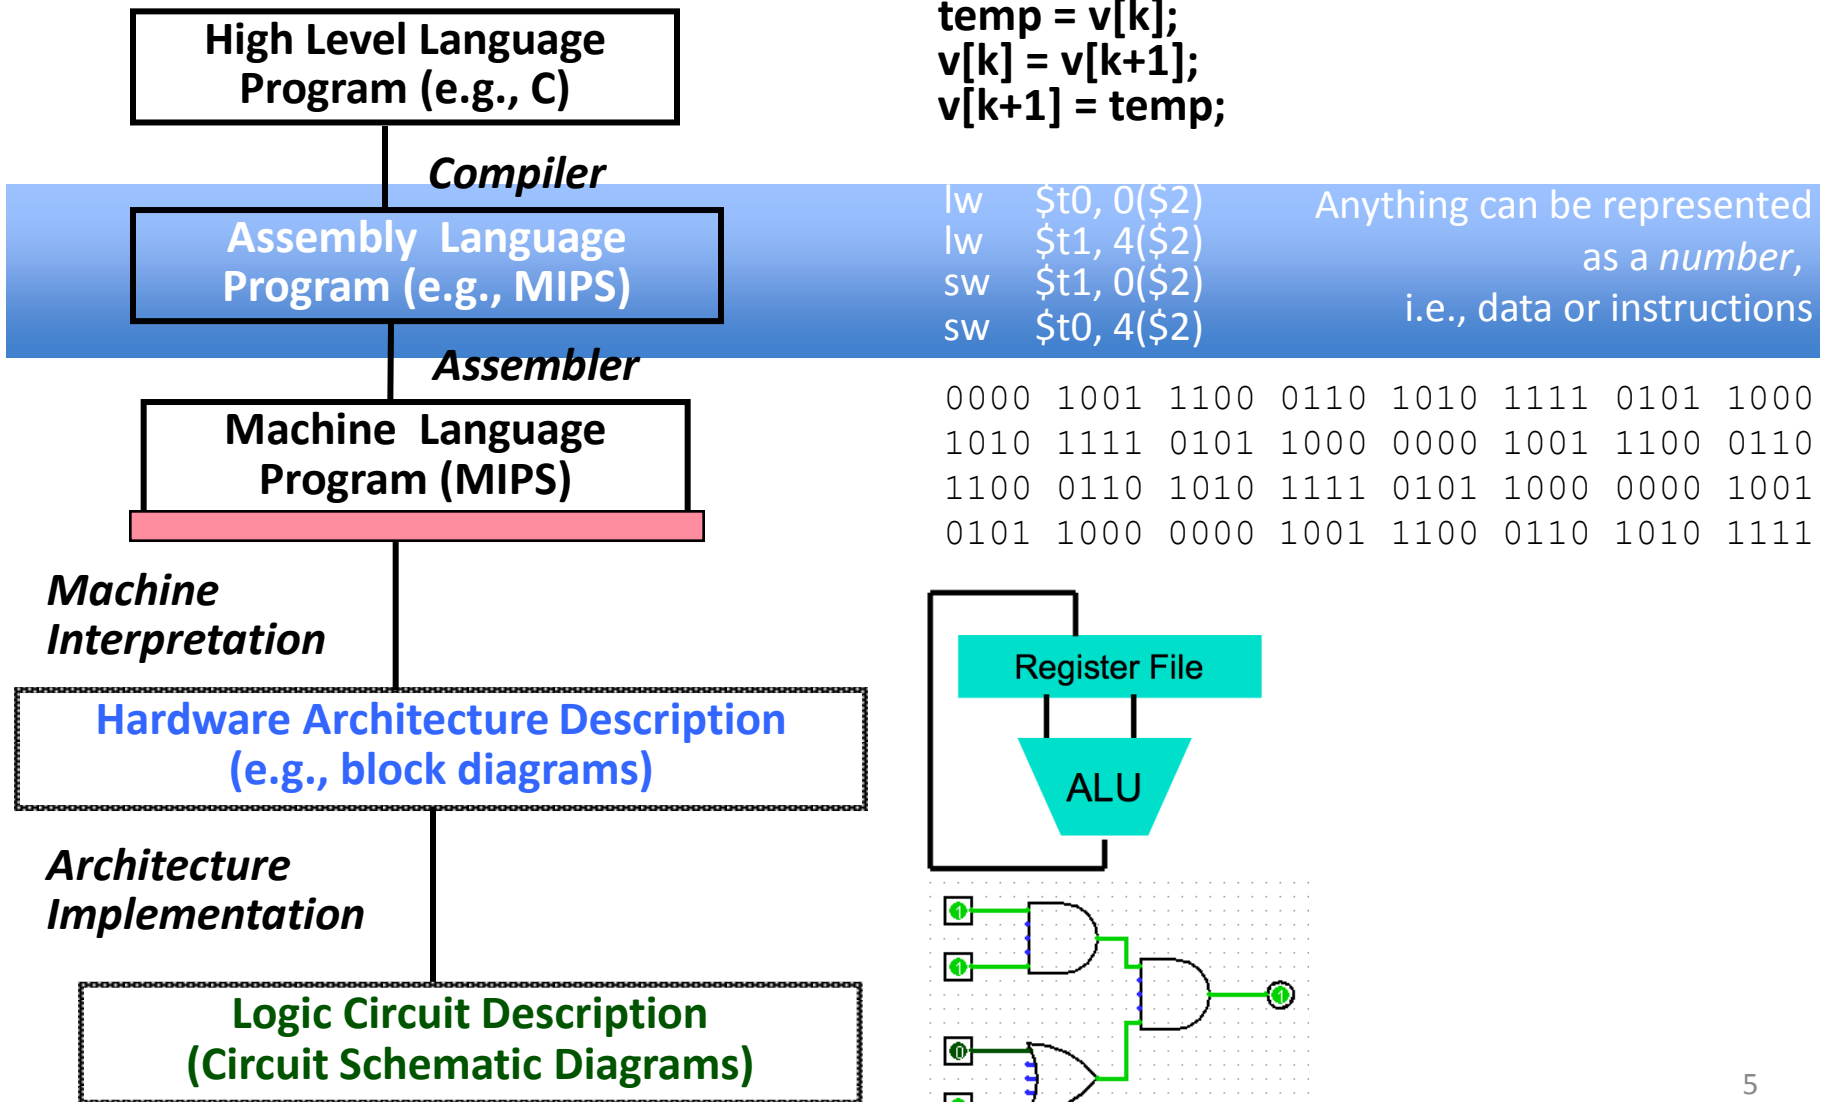 High Level Language
Program (e.g., C)
temp = v[k];
v[k] = v[k+1];
v[k+1] = temp;
Compiler
Assembly Language
Program (e.g., MIPS)
lw $t0, 0($2)
lw $t1, 4($2)
sw $t1, 0($2)
sw $t0, 4($2)
Anything can be represented
as a number,
i.e., data or instructions
Assembler
Machine Language
Program (MIPS)
0000 1001 1100 0110 1010 1111 0101 1000
1010 1111 0101 1000 0000 1001 1100 0110
1100 0110 1010 1111 0101 1000 0000 1001
0101 1000 0000 1001 1100 0110 1010 1111
Machine
Interpretation
Register File
ALU
Hardware Architecture Description
(e.g., block diagrams)
Architecture
Implementation
1
1
1
0
Logic Circuit Description
(Circuit Schematic Diagrams)
5